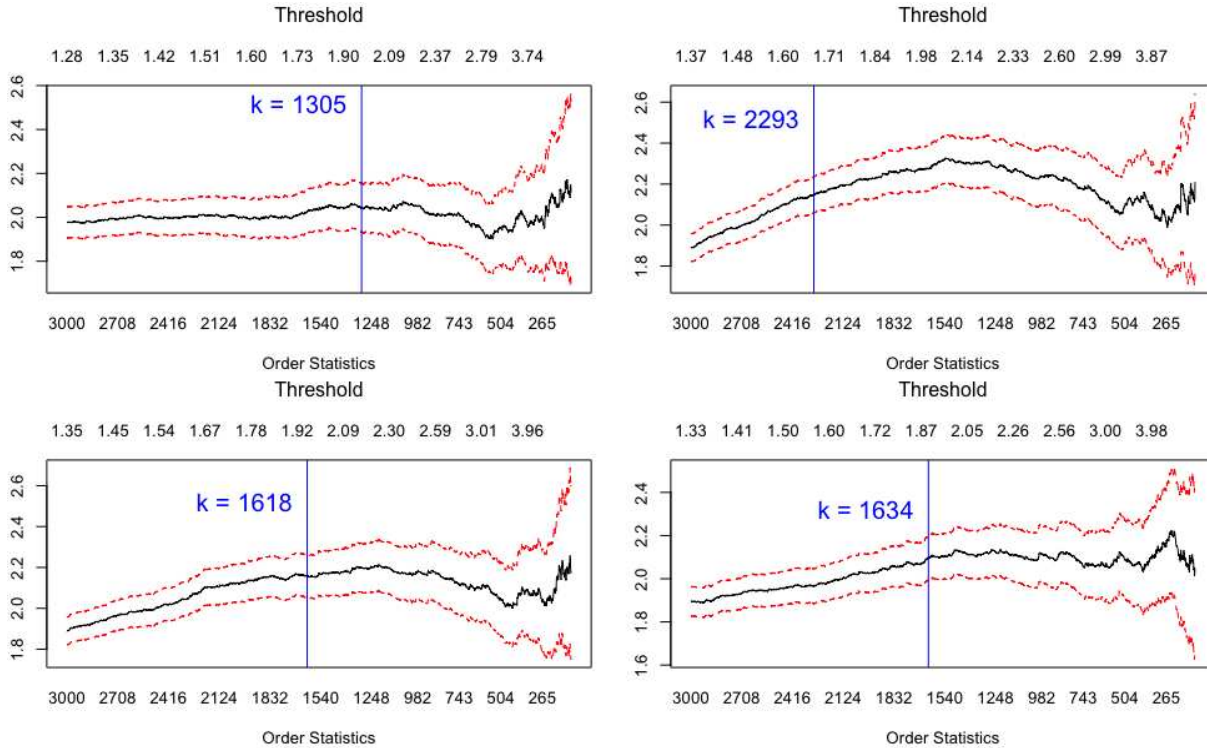 Threshold
1.28 1.35 1.42 1.51 1.60 1.73 1.90 2.09 2.37 2.79 3.74
2.6
2.4
2.2
2.0
1.8
k = 1305
3000 2708 2416 2124 1832 1540 1248 982 743 504 265
Order Statistics
Threshold
1.37 1.48 1.60 1.71 1.84 1.98 2.14 2.33 2.60 2.99 3.87
2.6
2.4
2.2
2.0
1.8
k = 2293
3000 2708 2416 2124 1832 1540 1248 982 743 504 265
Order Statistics
Threshold
1.35 1.45 1.54 1.67 1.78 1.92 2.09 2.30 2.59 3.01 3.96
2.6
2.4
2.2
2.0
1.8
k = 1618
3000 2708 2416 2124 1832 1540 1248 982 743 504 265
Order Statistics
Threshold
1.33 1.41 1.50 1.60 1.72 1.87 2.05 2.26 2.56 3.00 3.98
2.4
2.2
2.0
1.8
1.6
k = 1634
3000 2708 2416 2124 1832 1540 1248 982 743 504 265
Order Statistics